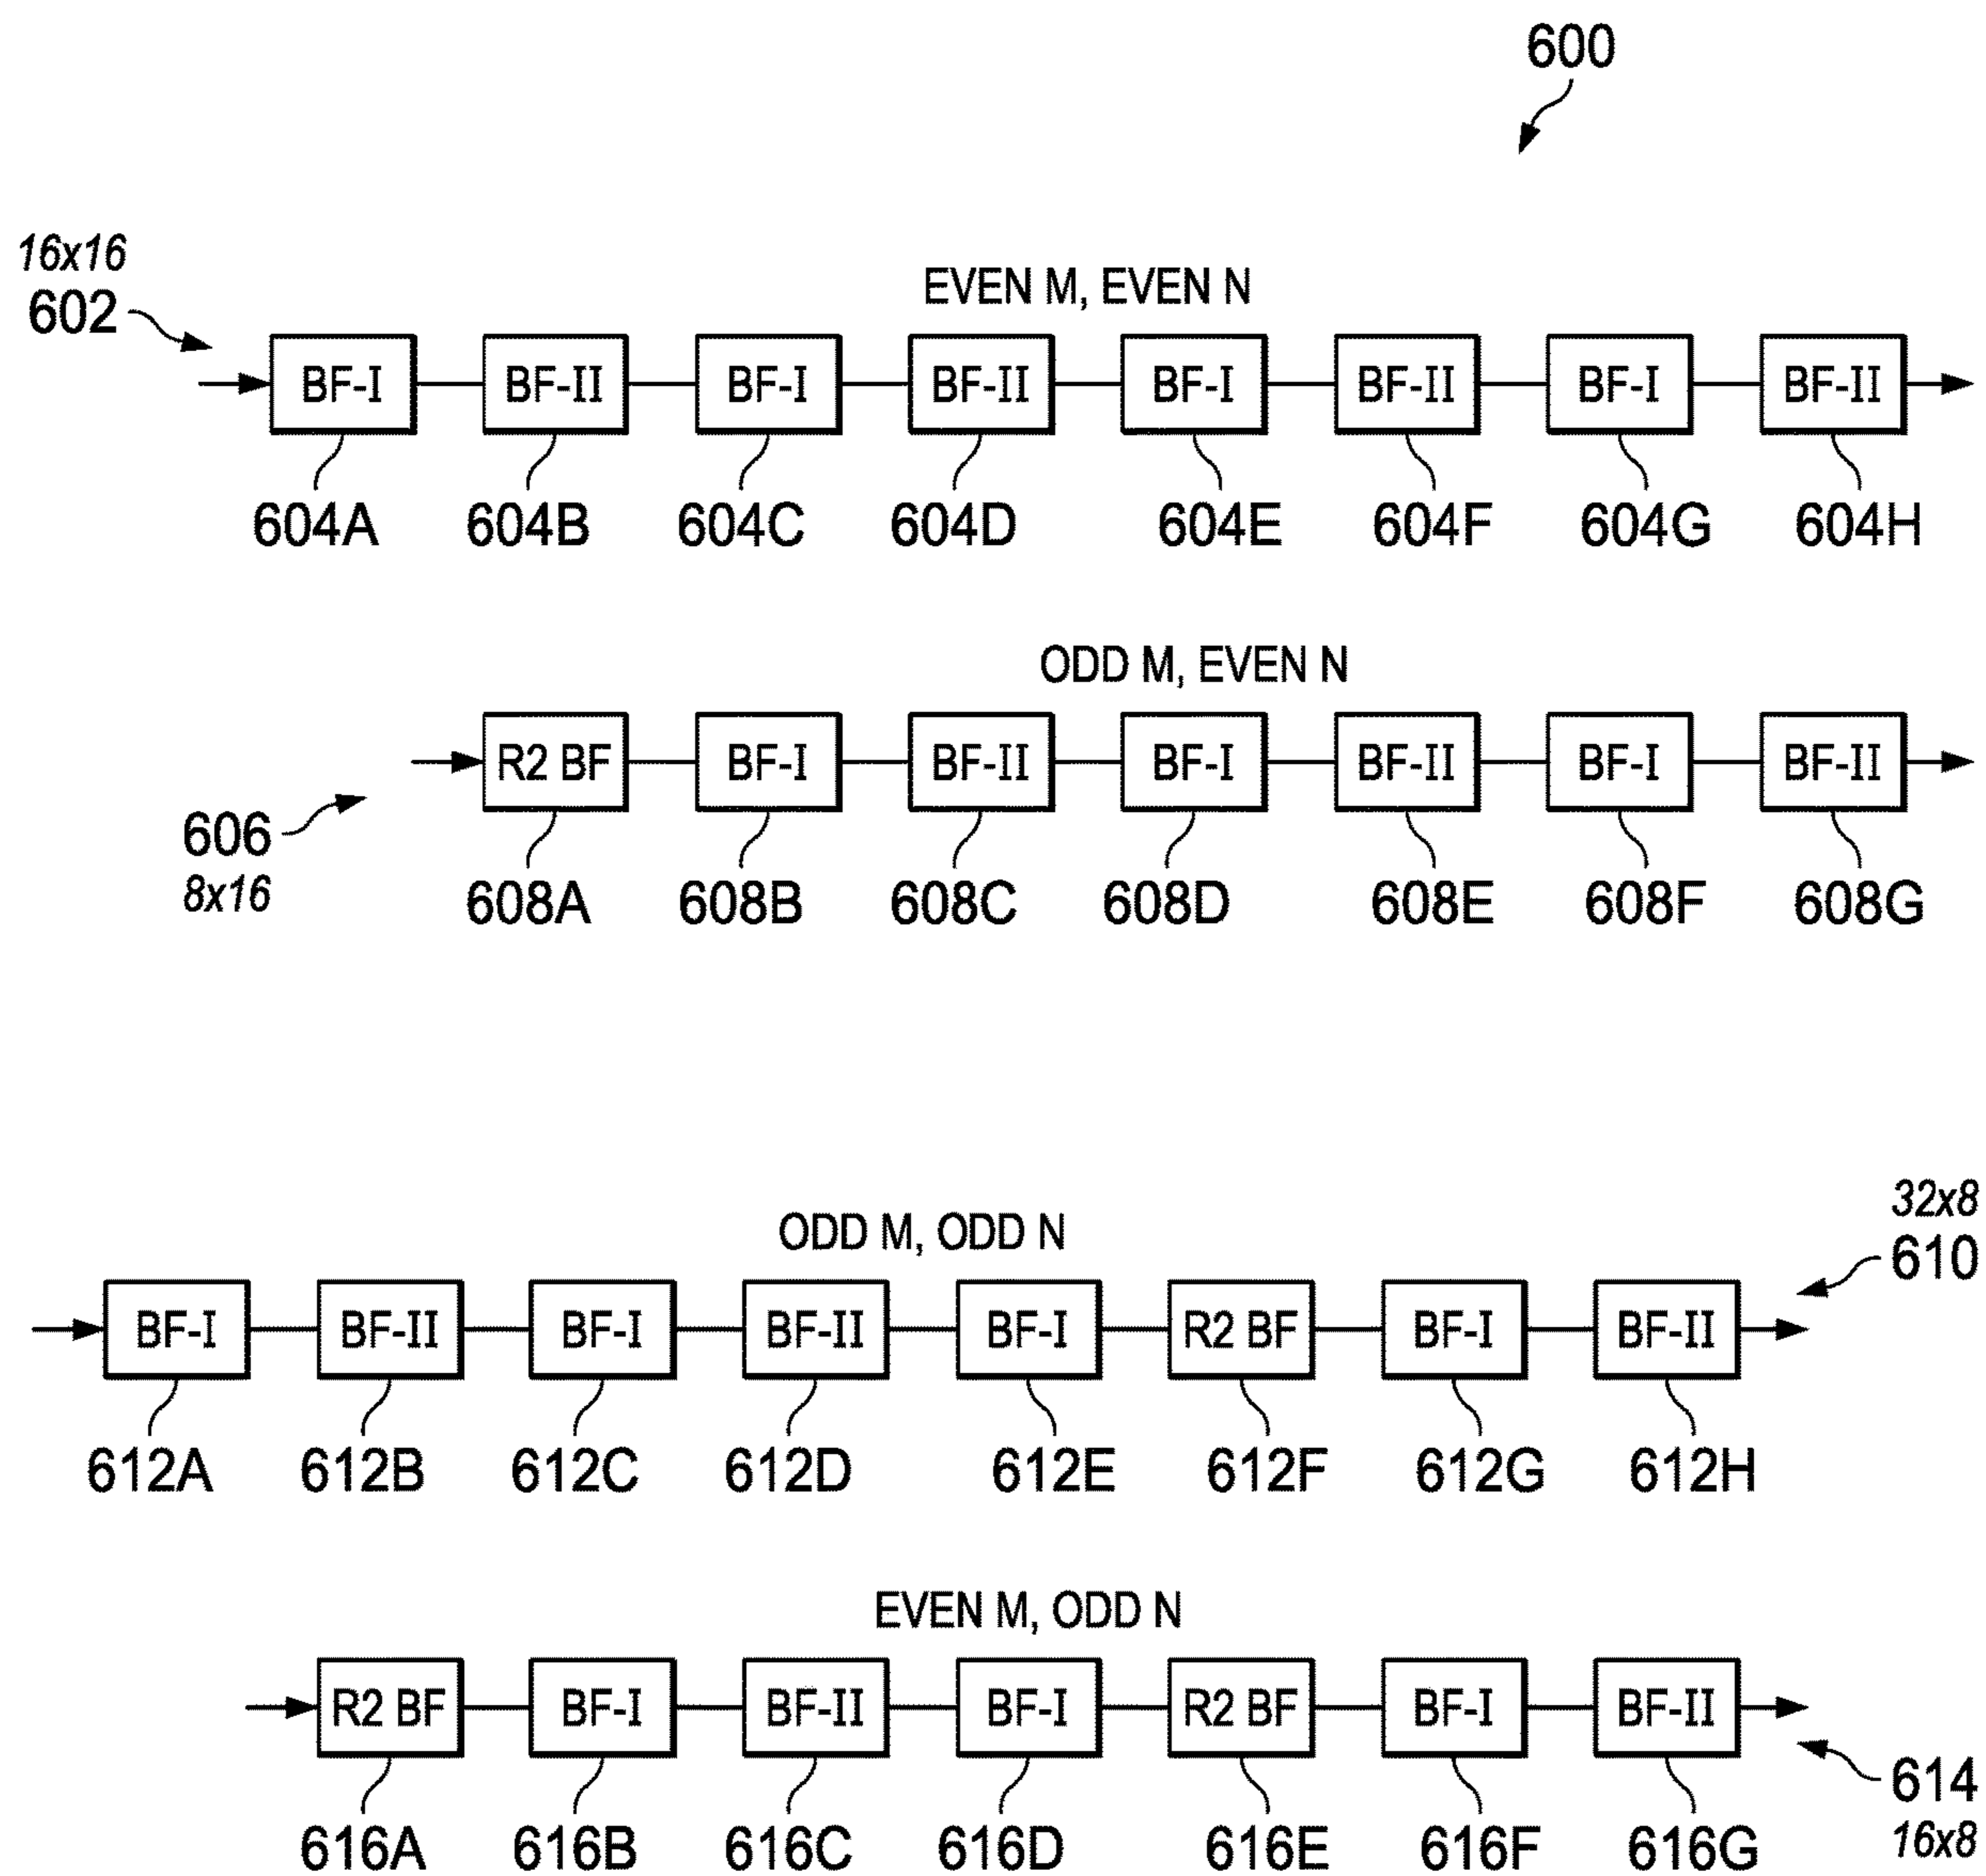 600
16x16
602
EVEN M, EVEN N
BF-I BF-II BF-I BF-II BF-I BF-II BF-I BF-II
604A 604B 604C 604D 604E 604F 604G 604H
ODD M, EVEN N
R2 BF BF-I BF-II BF-I BF-II BF-I BF-II
606
8x16
608A 608B 608C 608D 608E 608F 608G
ODD M, ODD N
32x8
610
BF-I BF-II BF-I BF-II BF-I R2 BF BF-I BF-II
612A 612B 612C 612D 612E 612F 612G 612H
EVEN M, ODD N
R2 BF BF-I BF-II BF-I R2 BF BF-I BF-II
614
16x8
616A 616B 616C 616D 616E 616F 616G